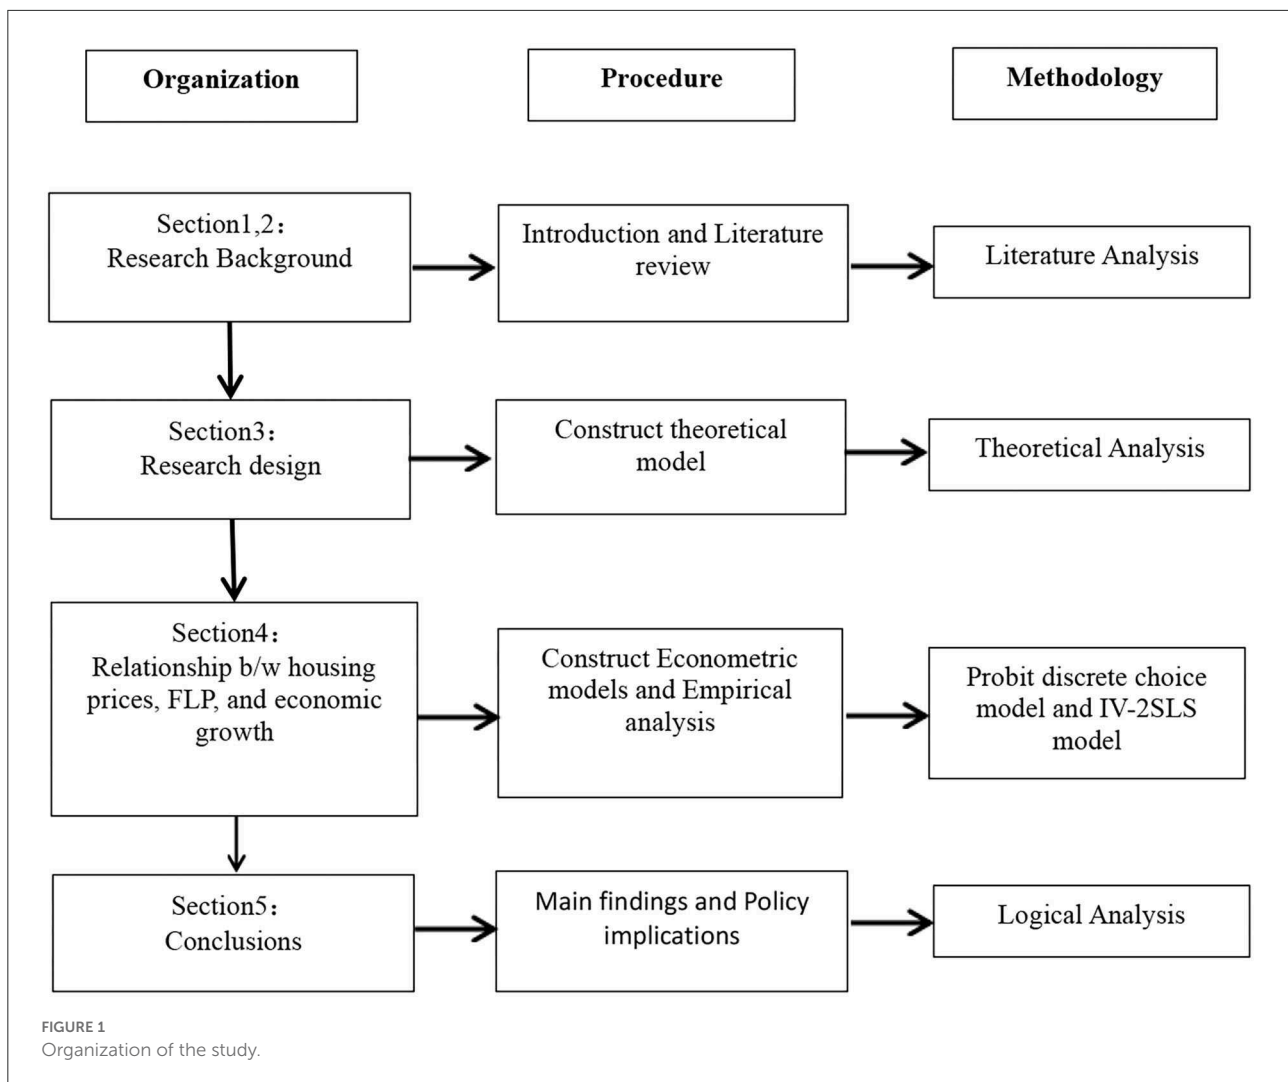 Organization
Procedure
Methodology
Section1,2：
Research Background
Introduction and Literature
review
Literature Analysis
Section3：
Research design
Construct theoretical
model
Theoretical Analysis
Section4：
Relationship b/w housing
prices, FLP, and economic
growth
Construct Econometric
models and Empirical
analysis
Probit discrete choice
model and IV-2SLS
model
Section5：
Conclusions
Main findings and Policy
implications
Logical Analysis
FIGURE 1
Organization of the study.